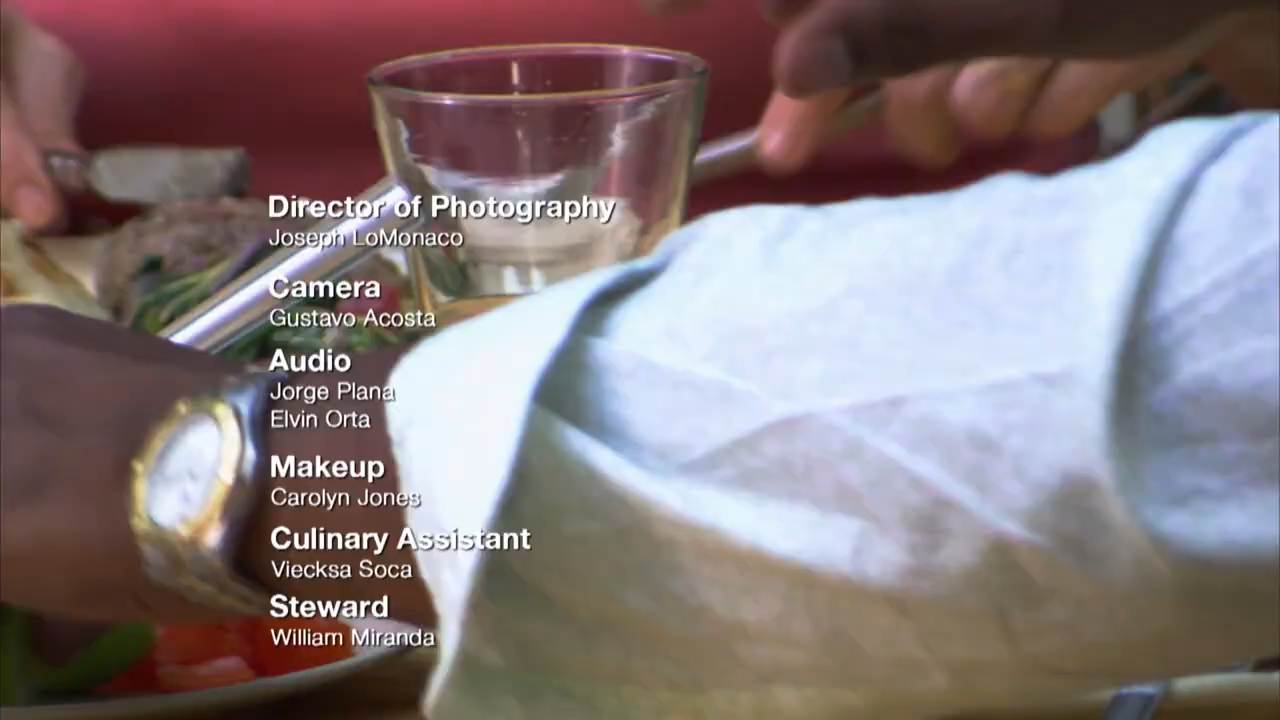 Director of Photography
Joseph LoMonaco
Camera
Gustavo Acosta
Audio
Jorge Plana
Elvin Orta
Makeup
Carolyn Jones
Culinary Assistant
Viecksa Soca
Steward
William Miranda